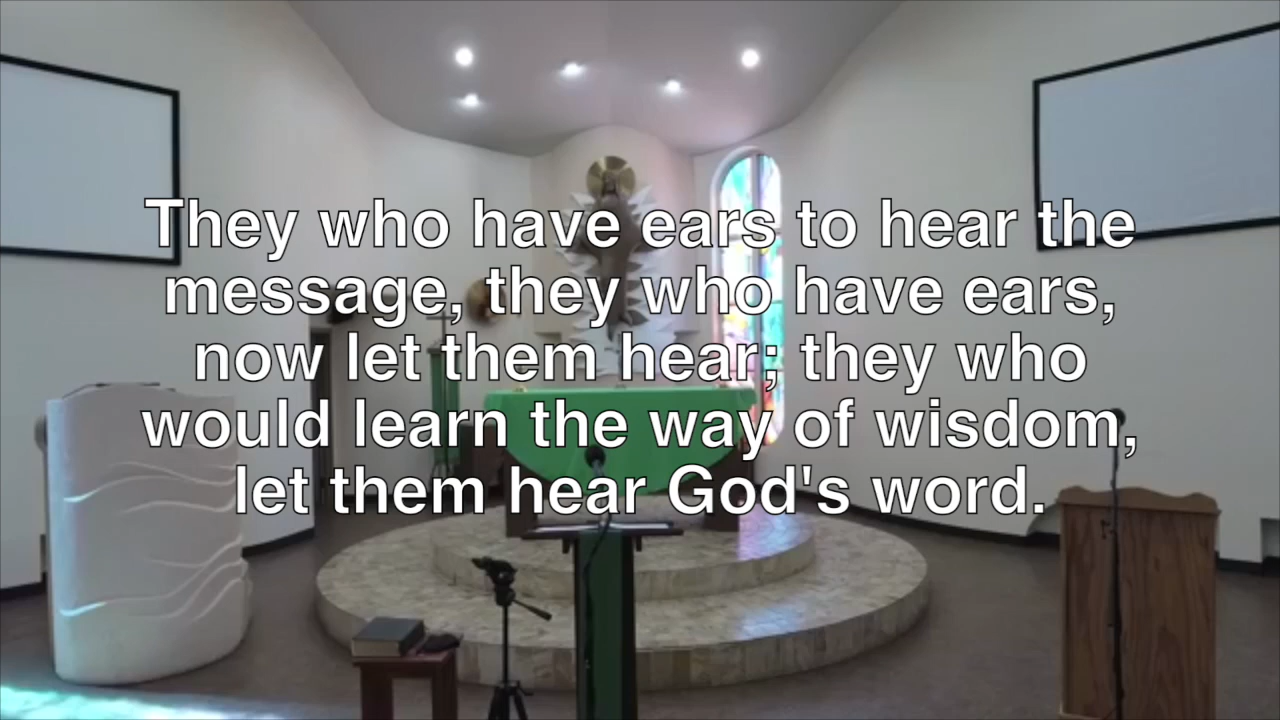 They who have ears to hear the
message, they who have ears,
now let them hear; they who
would learn the way of wisdom,
let them hear God's word.